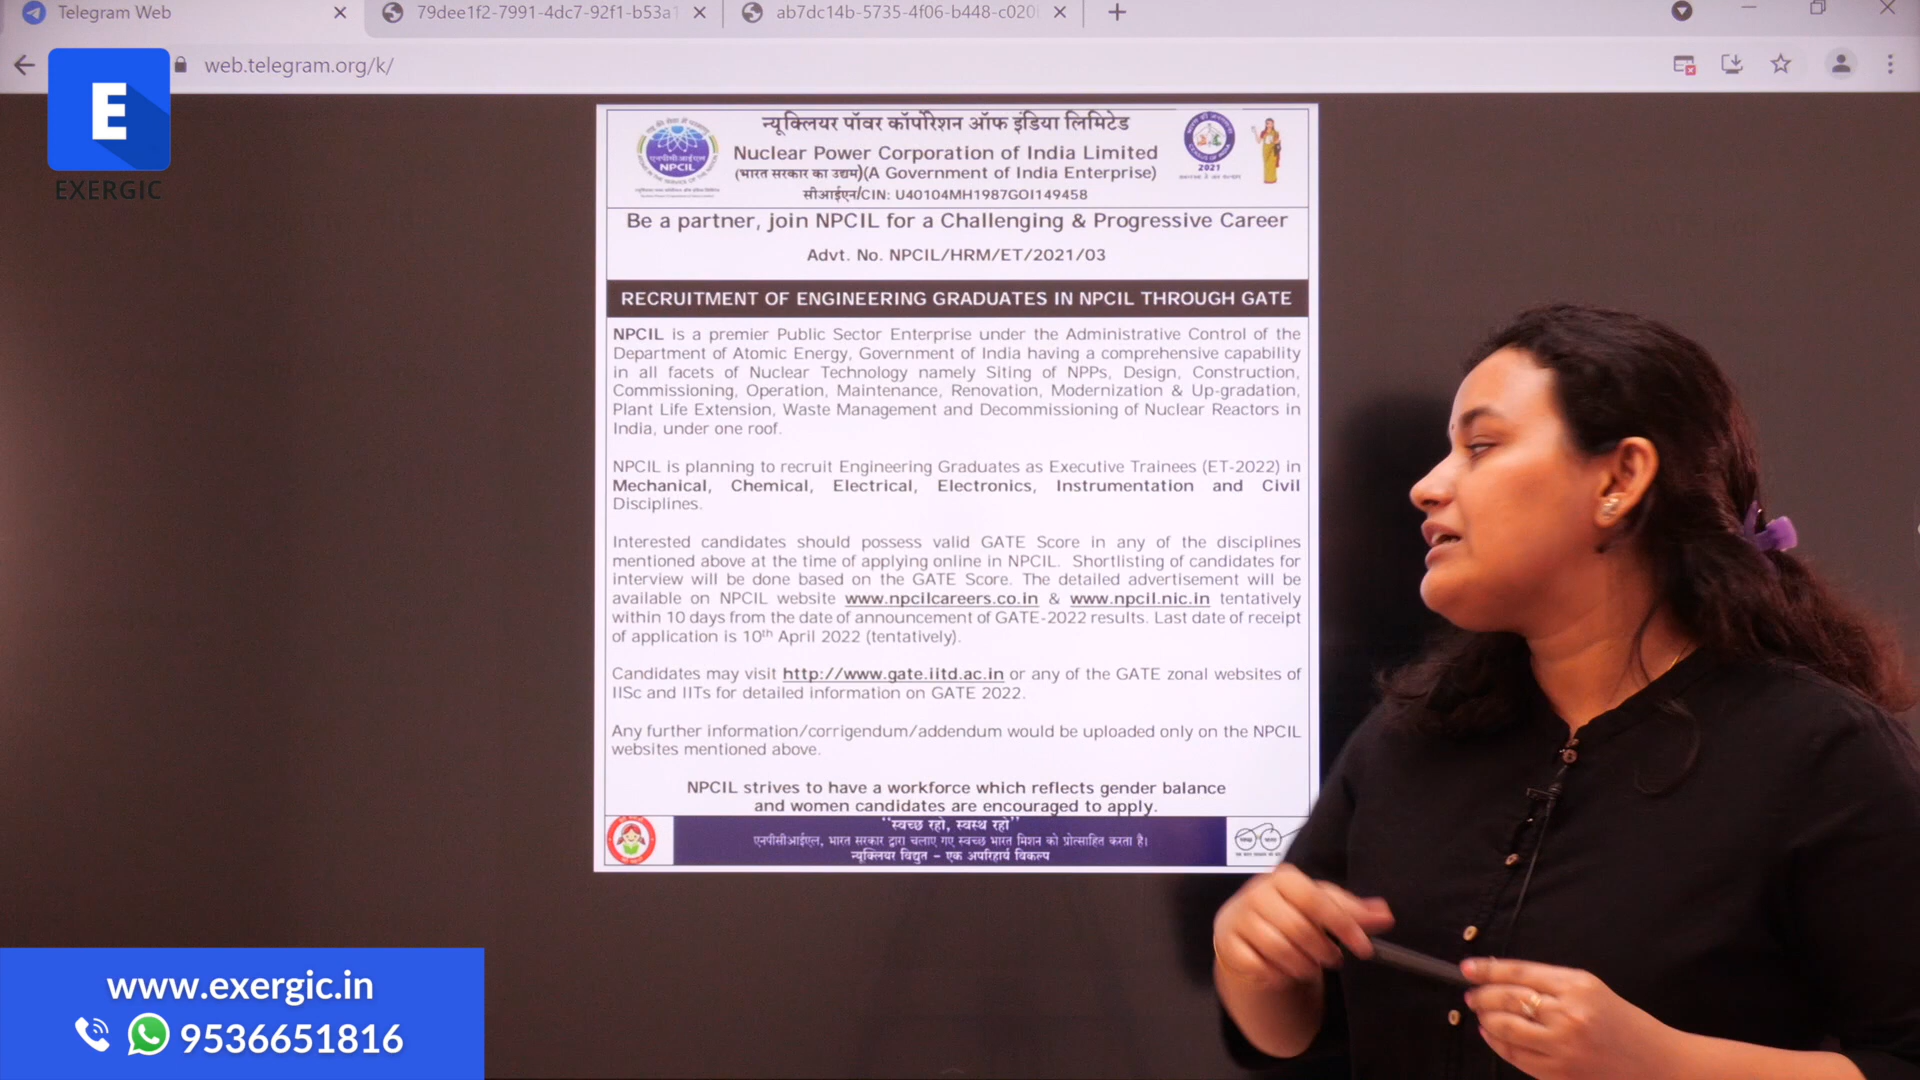 Telegram Web
79dee1f2-7991-4dc7-92f1-b53a1
ab7dc14b-5735-4f06-b448-c020
web.telegram.org/k/
E
EXERGIC
न्यूक्लियर पॉवर कॉर्पोरेशन ऑफ इंडिया लिमिटेड
Nuclear Power Corporation of India Limited
(भारत सरकार का उद्यम)(A Government of India Enterprise)
सीआईएन/CIN: U40104MH1987GOI149458
एनपीसीआईएल
NPCIL
2021
Be a partner, join NPCIL for a Challenging & Progressive Career
Advt. No. NPCIL/HRM/ET/2021/03
RECRUITMENT OF ENGINEERING GRADUATES IN NPCIL THROUGH GATE
NPCIL is a premier Public Sector Enterprise under the Administrative Control of the
Department of Atomic Energy, Government of India having a comprehensive capability
in all facets of Nuclear Technology namely Siting of NPPs, Design, Construction,
Commissioning, Operation, Maintenance, Renovation, Modernization & Up-gradation,
Plant Life Extension, Waste Management and Decommissioning of Nuclear Reactors in
India, under one roof.
NPCIL is planning to recruit Engineering Graduates as Executive Trainees (ET-2022) in
Mechanical, Chemical, Electrical, Electronics, Instrumentation and Civil
Disciplines.
Interested candidates should possess valid GATE Score in any of the disciplines
mentioned above at the time of applying online in NPCIL. Shortlisting of candidates for
interview will be done based on the GATE Score. The detailed advertisement will be
available on NPCIL website www.npcilcareers.co.in & www.npcil.nic.in tentatively
within 10 days from the date of announcement of GATE-2022 results. Last date of receipt
of application is 10th April 2022 (tentatively).
Candidates may visit http://www.gate.iitd.ac.in or any of the GATE zonal websites of
IISc and IITs for detailed information on GATE 2022.
Any further information/corrigendum/addendum would be uploaded only on the NPCIL
websites mentioned above.
NPCIL strives to have a workforce which reflects gender balance
and women candidates are encouraged to apply.
"स्वच्छ रहो, स्वस्थ रहो"
एनपीसीआईएल, भारत सरकार द्वारा चलाए गए स्वच्छ भारत मिशन को प्रोत्साहित करता है।
न्यूक्लियर विद्युत – एक अपरिहार्य विकल्प
www.exergic.in
9536651816